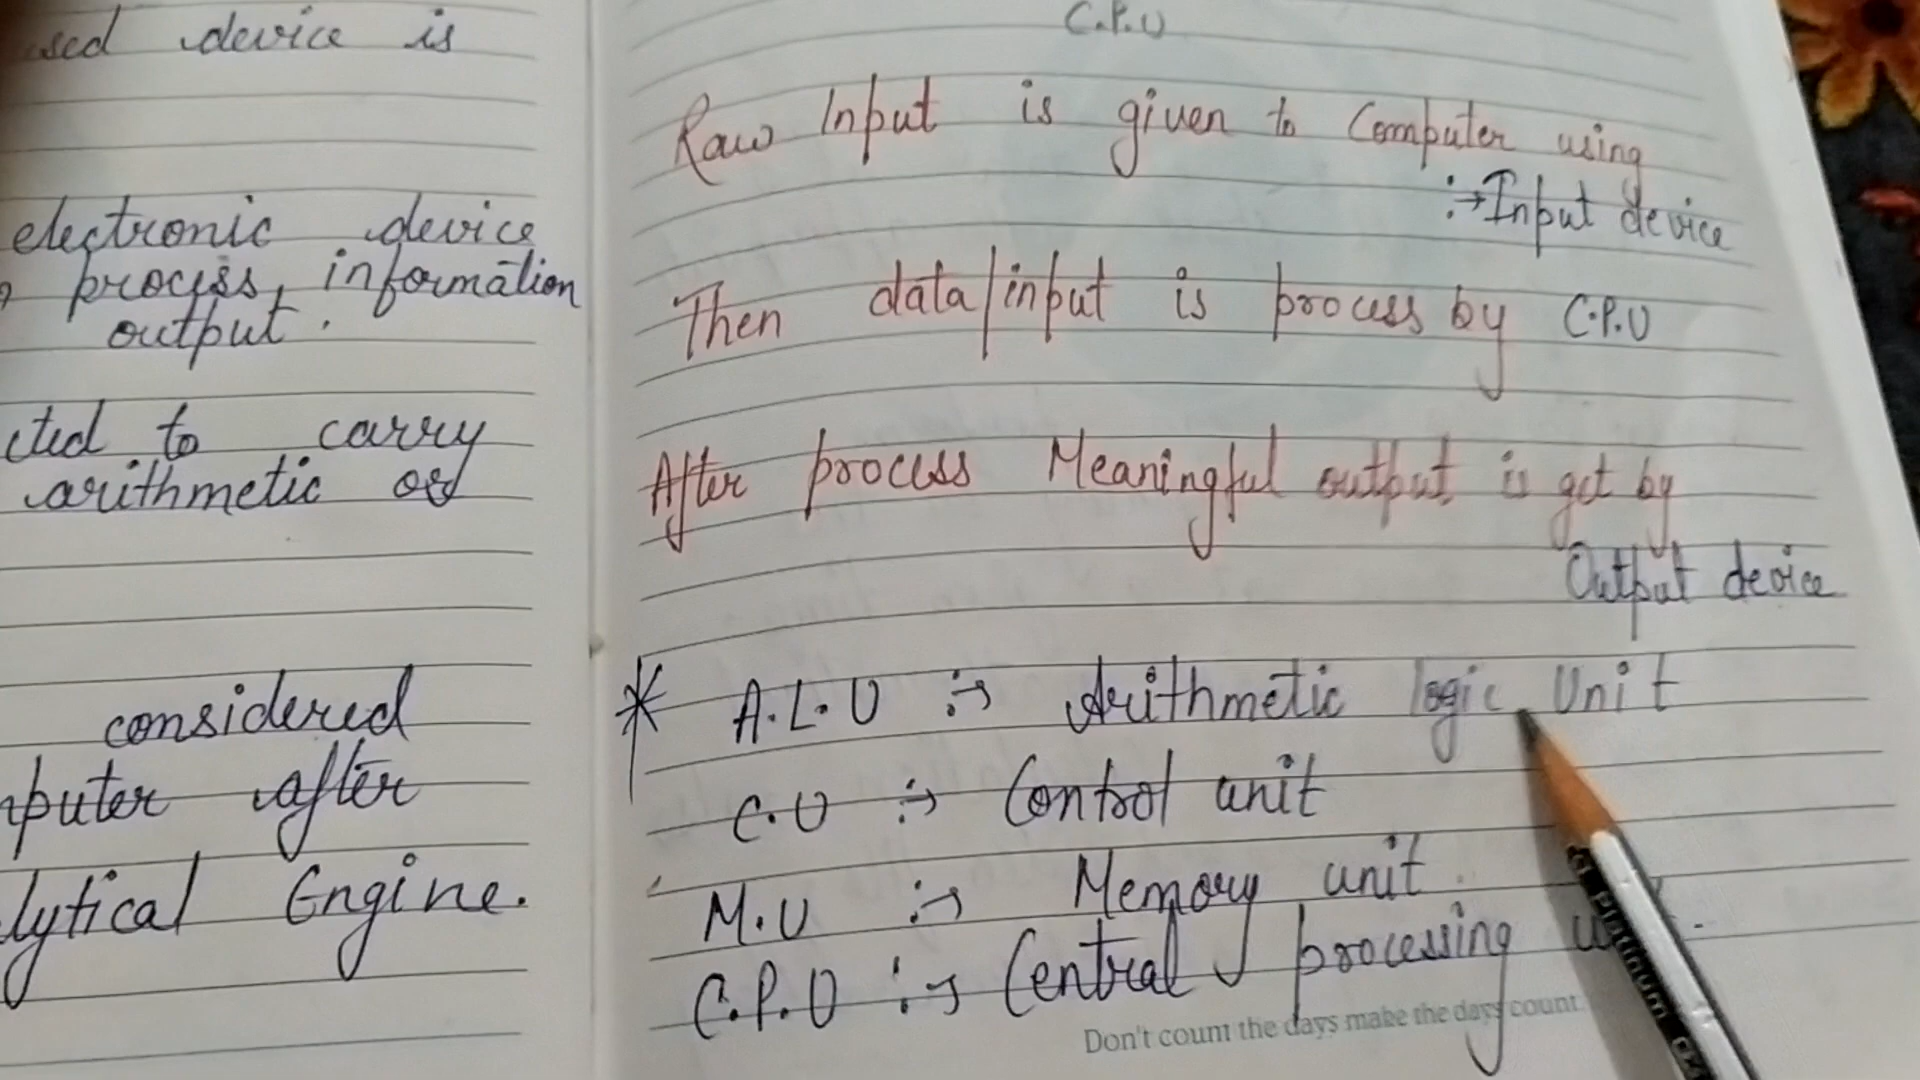 used device is
electronic device
process, information
output.
cted to carry
arithmetic or
considered
puter after
lytical Engine.
C.P.U
Raw Input is given to Computer using
:→ Input device
Then data/input is process by C.P.U
After process Meaningful output is get by
Output device
* A.L.U :→ Arithmetic logic Unit
C.U :→ Control unit
M.U :→ Memory unit
C.P.U :→ Central processing
Don't count the days make the days count.
Platinum